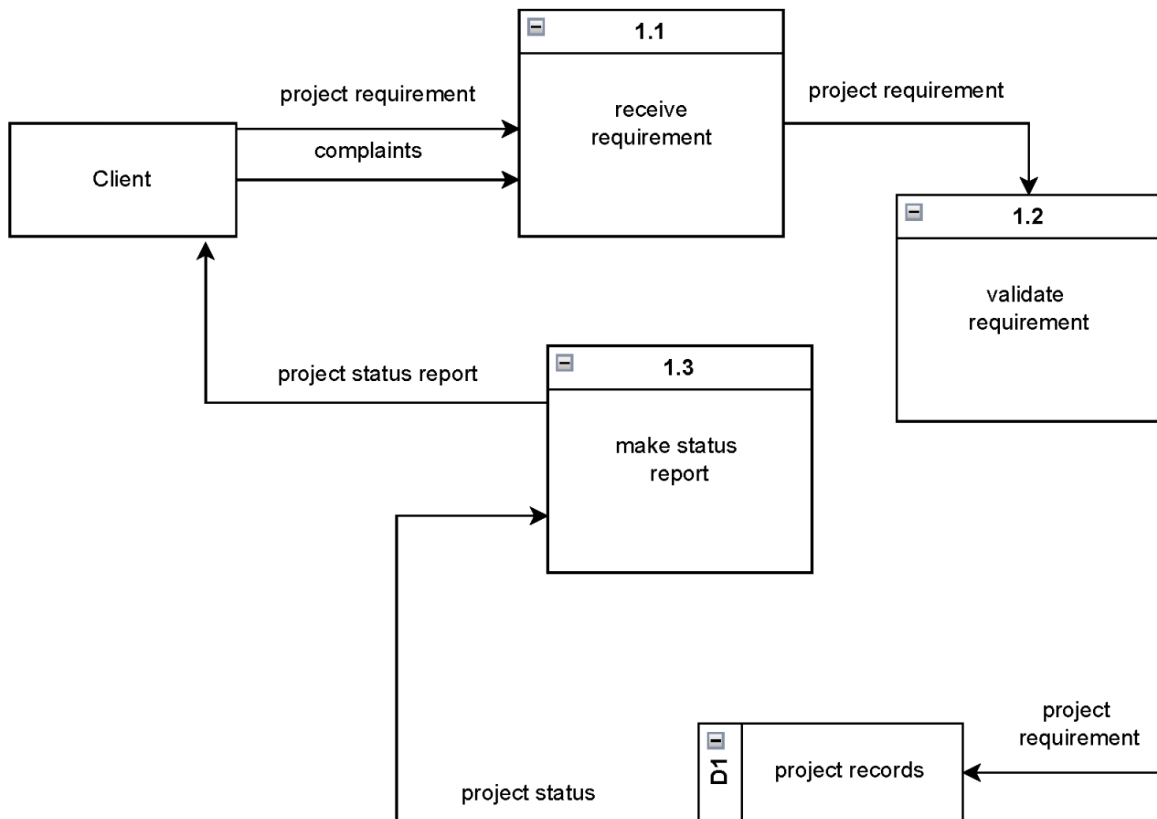 1.1
project requirement
receive
requirement
project requirement
complaints
Client
1.2
validate
requirement
1.3
project status report
make status
report
project
requirement
D1
project records
project status